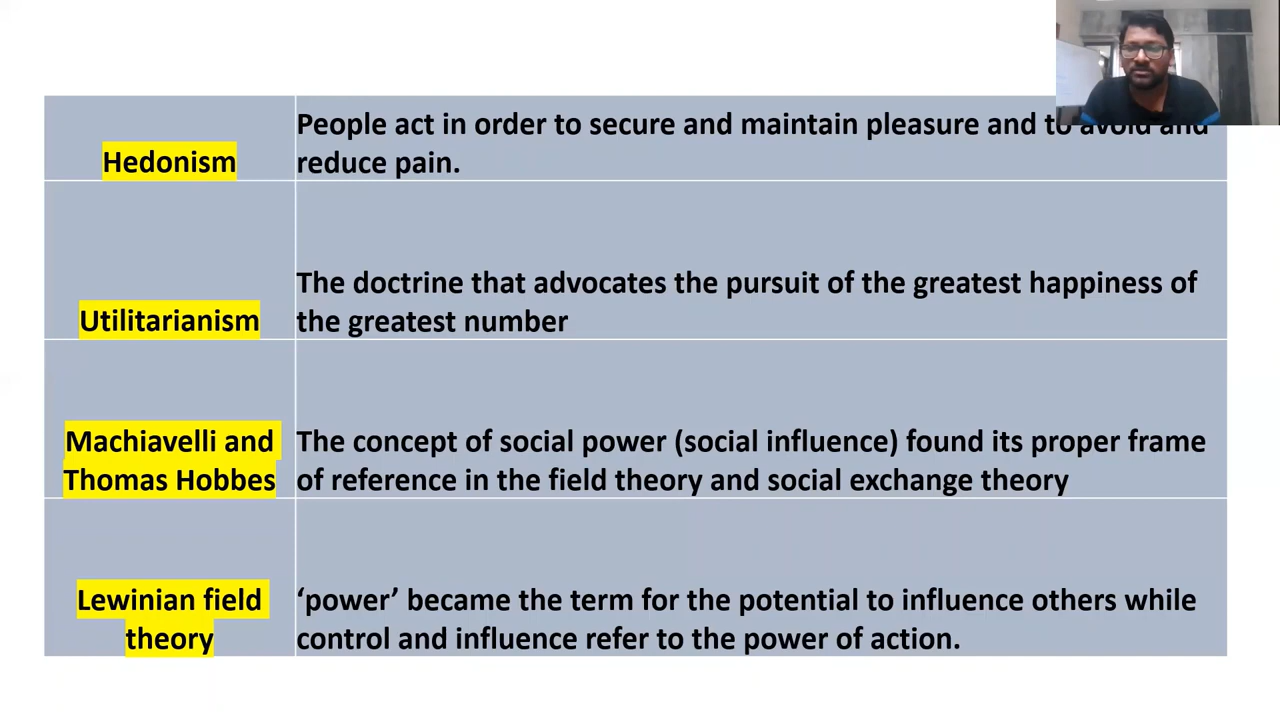 Hedonism
People act in order to secure and maintain pleasure and to avoid and
reduce pain.
Utilitarianism
The doctrine that advocates the pursuit of the greatest happiness of
the greatest number
Machiavelli and
Thomas Hobbes
The concept of social power (social influence) found its proper frame
of reference in the field theory and social exchange theory
Lewinian field
theory
‘power’ became the term for the potential to influence others while
control and influence refer to the power of action.